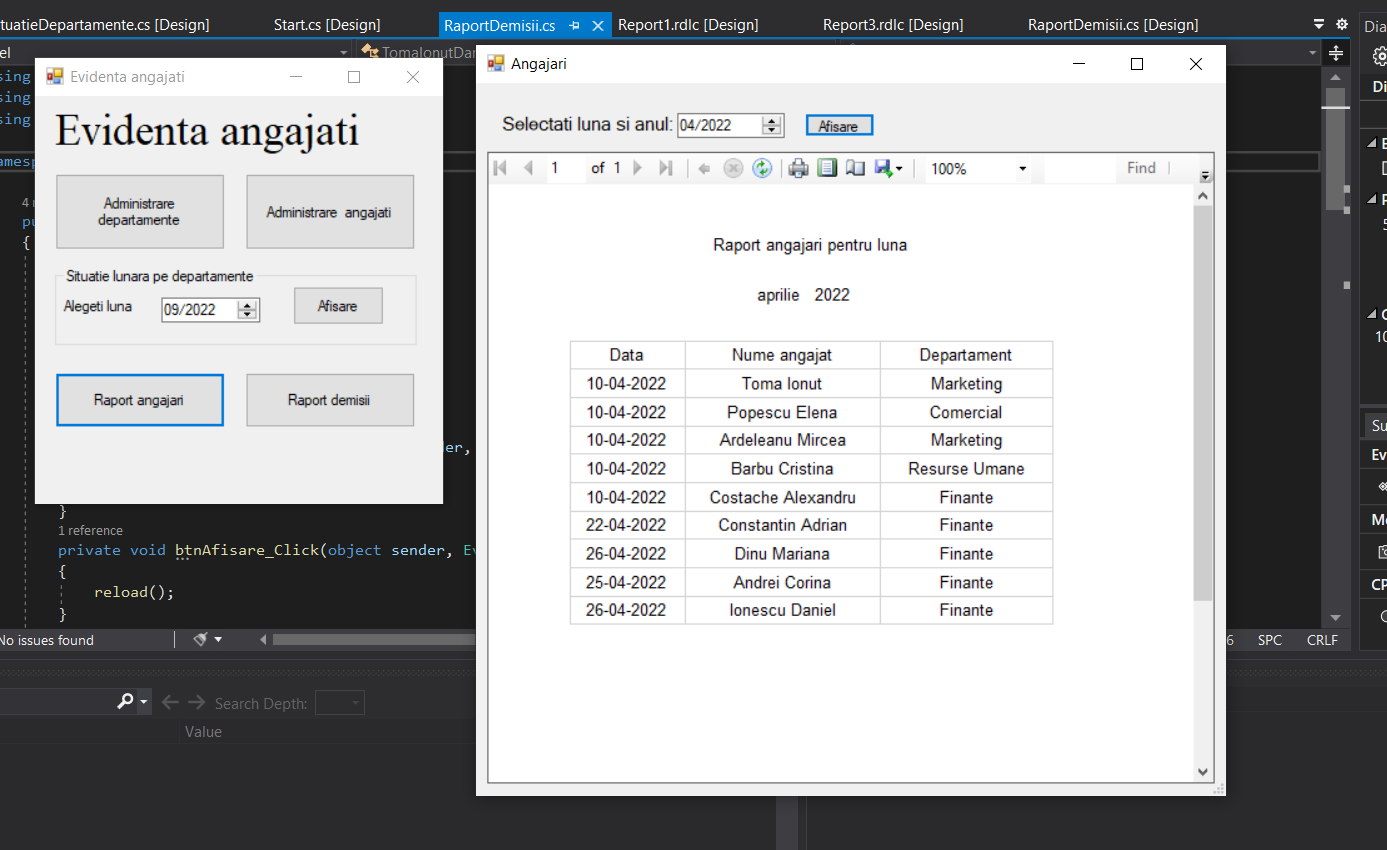 tuatieDepartamente.cs [Design] Start.cs [Design] RaportDemisii.cs Report1.rdlc [Design] Report3.rdlc [Design] RaportDemisii.cs [Design]
Evidenta angajati
Evidenta angajati
Administrare departamente
Administrare angajati
Situatie lunara pe departamente
Alegeti luna 09/2022 Afisare
Raport angajari Raport demisii
Angajari
Selectati luna si anul: 04/2022 Afisare
1 of 1 100% Find
Raport angajari pentru luna
aprilie 2022
Data Nume angajat Departament
10-04-2022 Toma Ionut Marketing
10-04-2022 Popescu Elena Comercial
10-04-2022 Ardeleanu Mircea Marketing
10-04-2022 Barbu Cristina Resurse Umane
10-04-2022 Costache Alexandru Finante
22-04-2022 Constantin Adrian Finante
26-04-2022 Dinu Mariana Finante
25-04-2022 Andrei Corina Finante
26-04-2022 Ionescu Daniel Finante
}
1 reference
private void btnAfisare_Click(object sender, Ev
{
reload();
}
No issues found
SPC CRLF
Search Depth:
Value